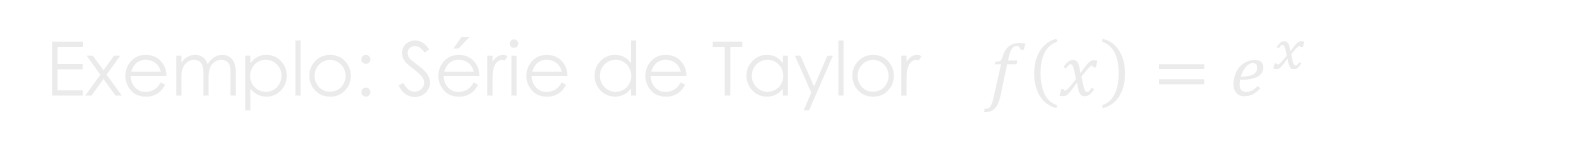 Exemplo: Série de Taylor f(x) = e^x